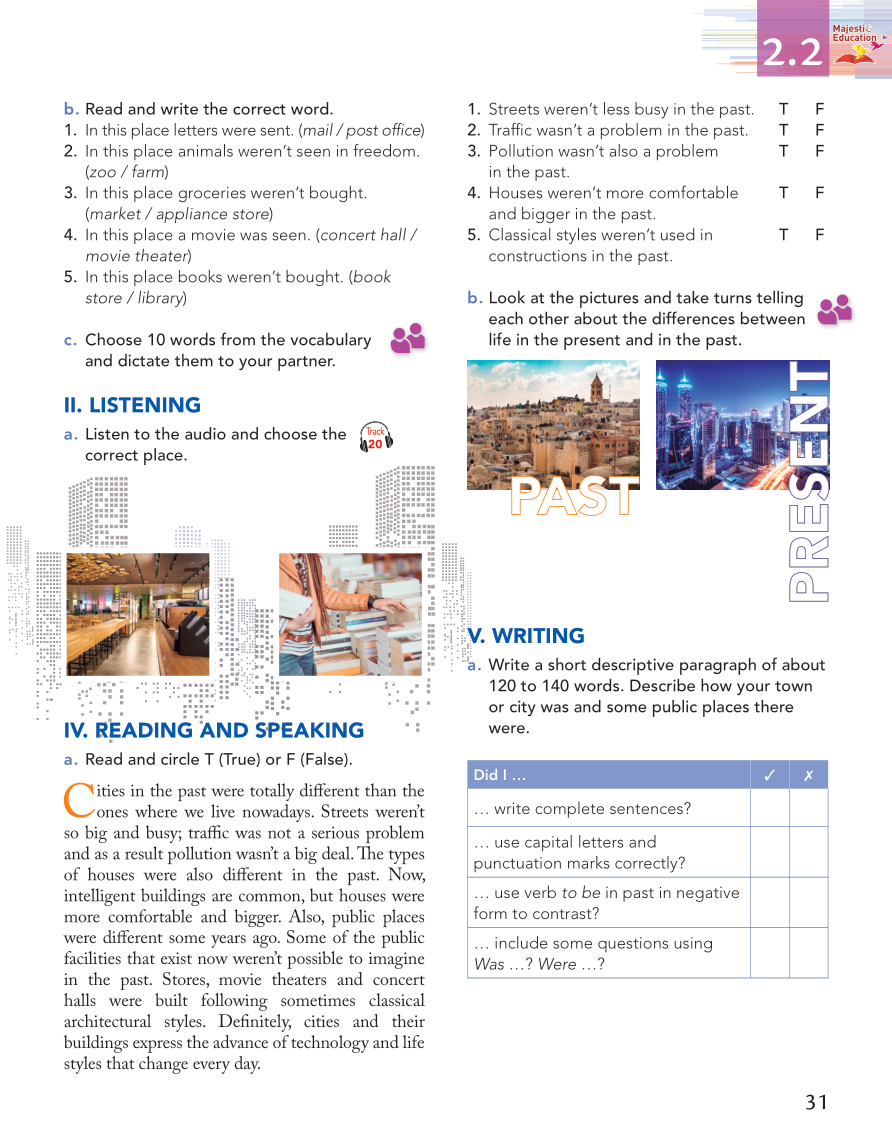 2.2
Majestic
Education
b. Read and write the correct word.
1. In this place letters were sent. (mail / post office)
2. In this place animals weren’t seen in freedom.
(zoo / farm)
3. In this place groceries weren’t bought.
(market / appliance store)
4. In this place a movie was seen. (concert hall /
movie theater)
5. In this place books weren’t bought. (book
store / library)
c. Choose 10 words from the vocabulary
and dictate them to your partner.
II. LISTENING
a. Listen to the audio and choose the
correct place.
Track
20
IV. READING AND SPEAKING
a. Read and circle T (True) or F (False).
Cities in the past were totally different than the
ones where we live nowadays. Streets weren’t
so big and busy; traffic was not a serious problem
and as a result pollution wasn’t a big deal. The types
of houses were also different in the past. Now,
intelligent buildings are common, but houses were
more comfortable and bigger. Also, public places
were different some years ago. Some of the public
facilities that exist now weren’t possible to imagine
in the past. Stores, movie theaters and concert
halls were built following sometimes classical
architectural styles. Definitely, cities and their
buildings express the advance of technology and life
styles that change every day.
1. Streets weren’t less busy in the past. T F
2. Traffic wasn’t a problem in the past. T F
3. Pollution wasn’t also a problem T F
in the past.
4. Houses weren’t more comfortable T F
and bigger in the past.
5. Classical styles weren’t used in T F
constructions in the past.
b. Look at the pictures and take turns telling
each other about the differences between
life in the present and in the past.
PAST
PRESENT
V. WRITING
a. Write a short descriptive paragraph of about
120 to 140 words. Describe how your town
or city was and some public places there
were.
Did I … ✓ ✗
… write complete sentences?
… use capital letters and
punctuation marks correctly?
… use verb to be in past in negative
form to contrast?
… include some questions using
Was …? Were …?
31